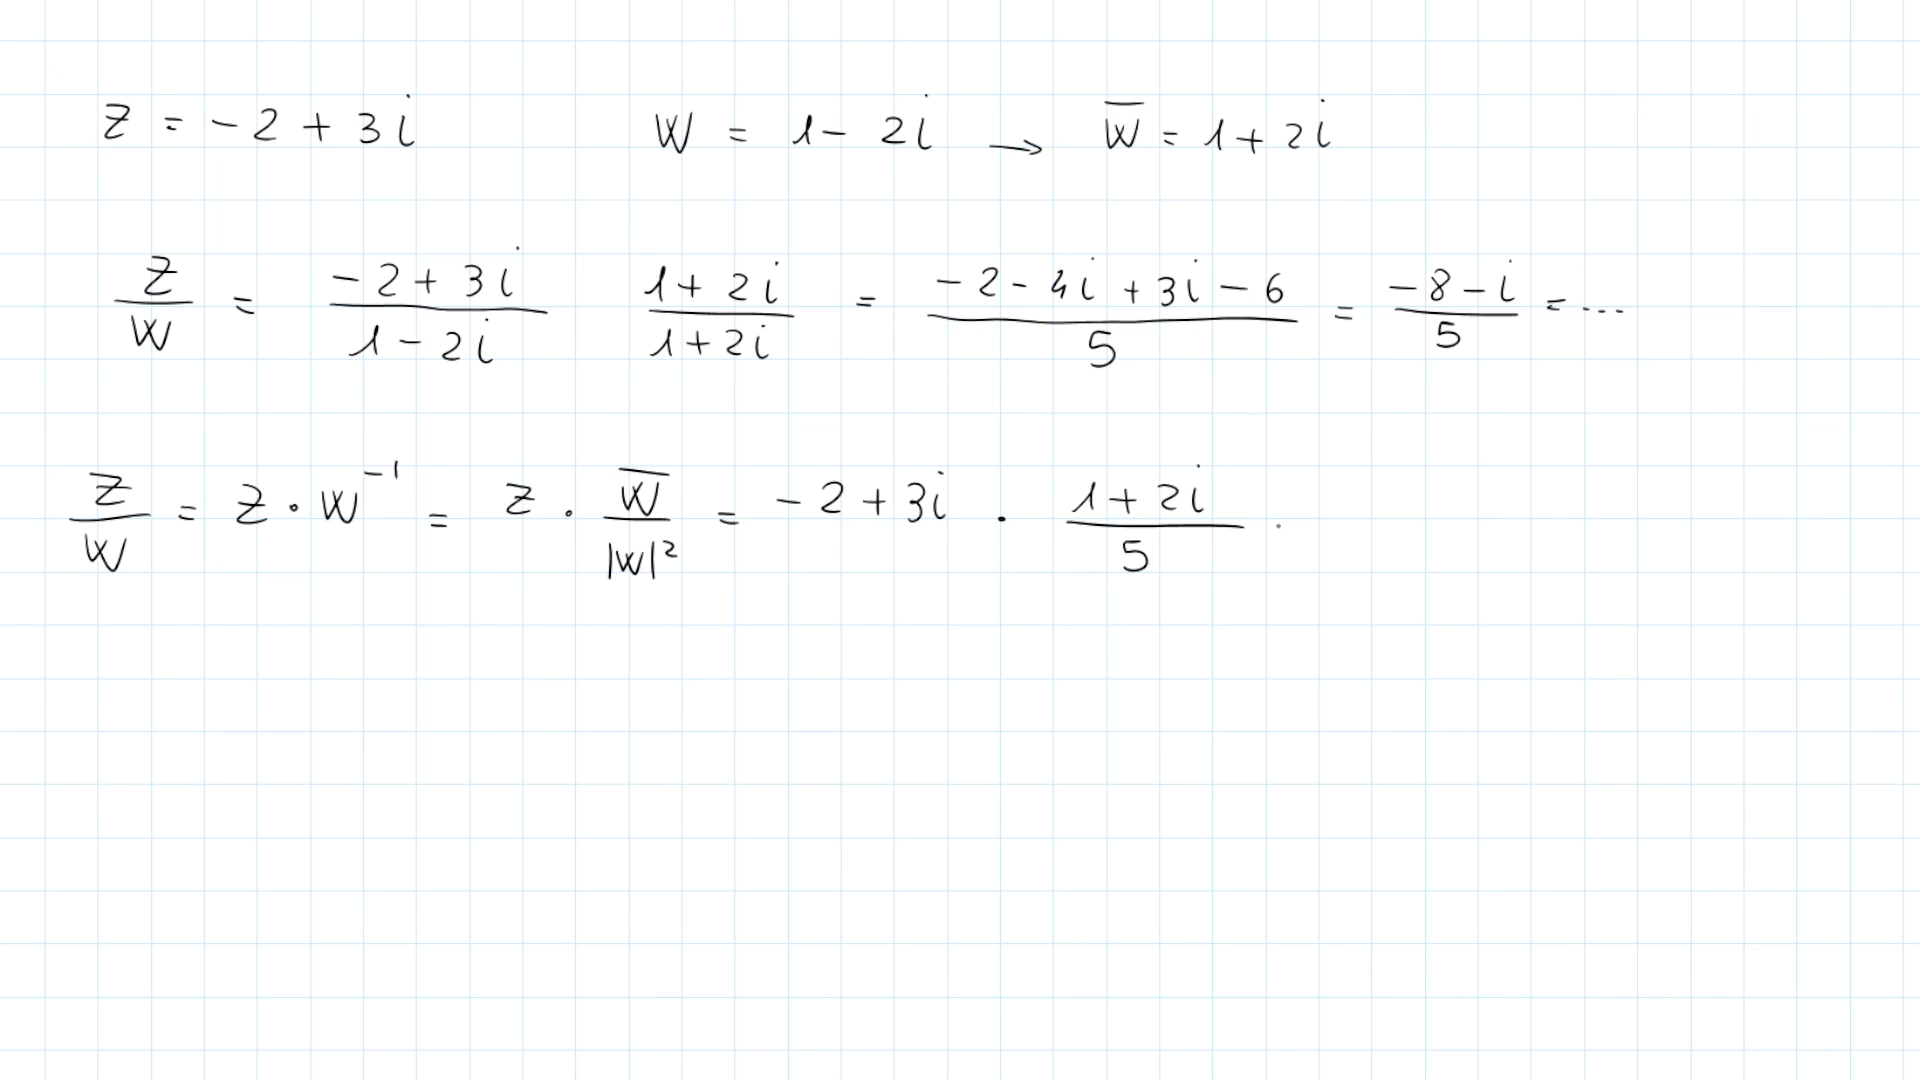 z = -2 + 3i   w = 1 - 2i → w̅ = 1 + 2i
z/w = (-2 + 3i)/(1 - 2i) (1 + 2i)/(1 + 2i) = (-2 - 4i + 3i - 6)/5 = (-8 - i)/5 = ...
z/w = z · w⁻¹ = z · w̅/|w|² = -2 + 3i · (1 + 2i)/5